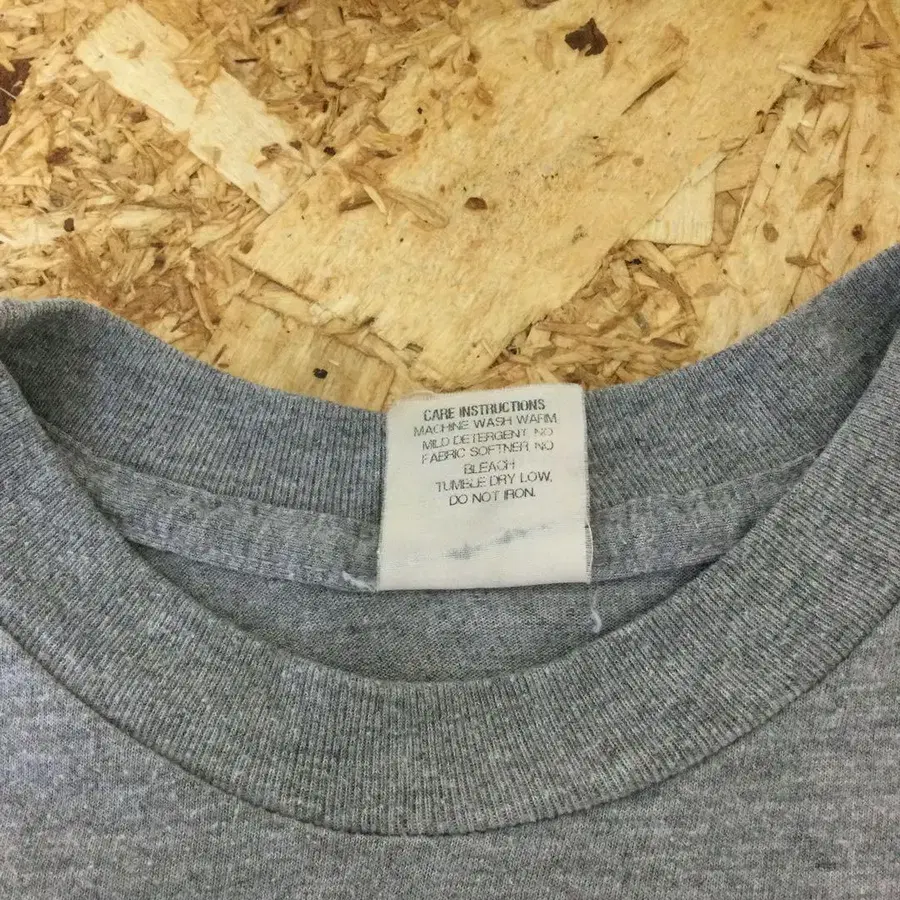 CARE INSTRUCTIONS
MACHINE WASH WARM
MILD DETERGENT, NO
FABRIC SOFTNER, NO
BLEACH
TUMBLE DRY LOW.
DO NOT IRON.